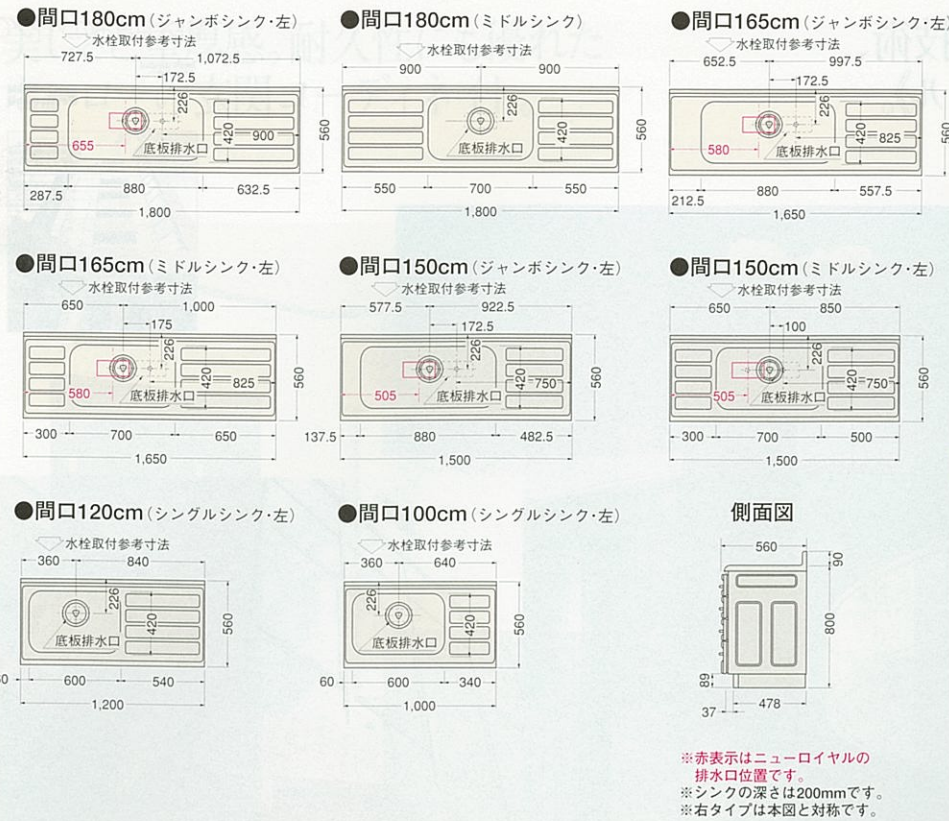 ●間口180cm(ジャンボシンク・左)
水栓取付参考寸法
727.5 1,072.5
172.5
226
420
560
900
655
底板排水口
287.5 880 632.5
1,800
●間口180cm(ミドルシンク)
水栓取付参考寸法
900 900
226
420
560
底板排水口
550 700 550
1,800
●間口165cm(ジャンボシンク・左)
水栓取付参考寸法
652.5 997.5
172.5
226
420
825
560
580
底板排水口
212.5 880 557.5
1,650
●間口165cm(ミドルシンク・左)
水栓取付参考寸法
650 1,000
175
226
420
825
560
580
底板排水口
300 700 650
1,650
●間口150cm(ジャンボシンク・左)
水栓取付参考寸法
577.5 922.5
172.5
226
420
750
560
505
底板排水口
137.5 880 482.5
1,500
●間口150cm(ミドルシンク・左)
水栓取付参考寸法
650 850
100
226
420
750
560
505
底板排水口
300 700 500
1,500
●間口120cm(シングルシンク・左)
水栓取付参考寸法
360 840
226
420
560
底板排水口
600 540
1,200
●間口100cm(シングルシンク・左)
水栓取付参考寸法
360 640
226
420
560
底板排水口
60 600 340
1,000
側面図
560
90
800
89
478
37
※赤表示はニューロイヤルの
排水口位置です。
※シンクの深さは200mmです。
※右タイプは本図と対称です。